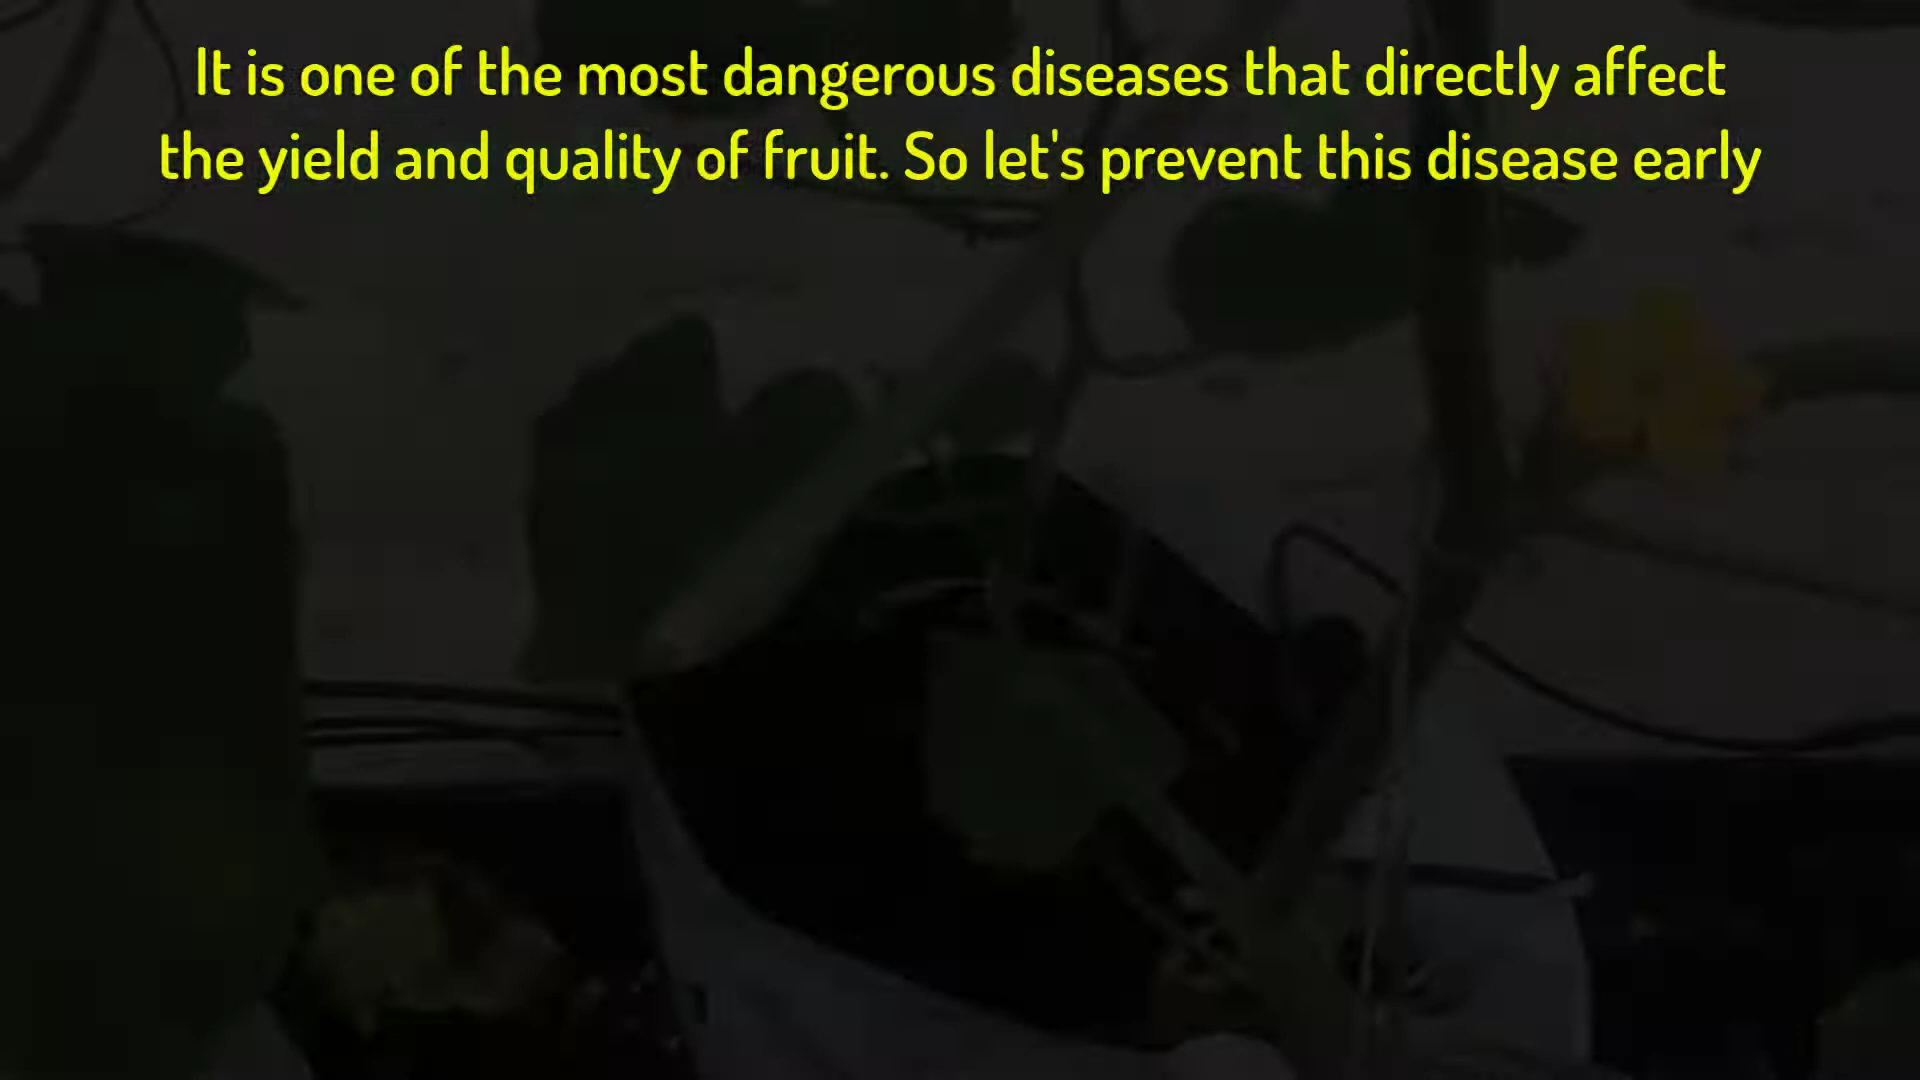 It is one of the most dangerous diseases that directly affect
the yield and quality of fruit. So let's prevent this disease early